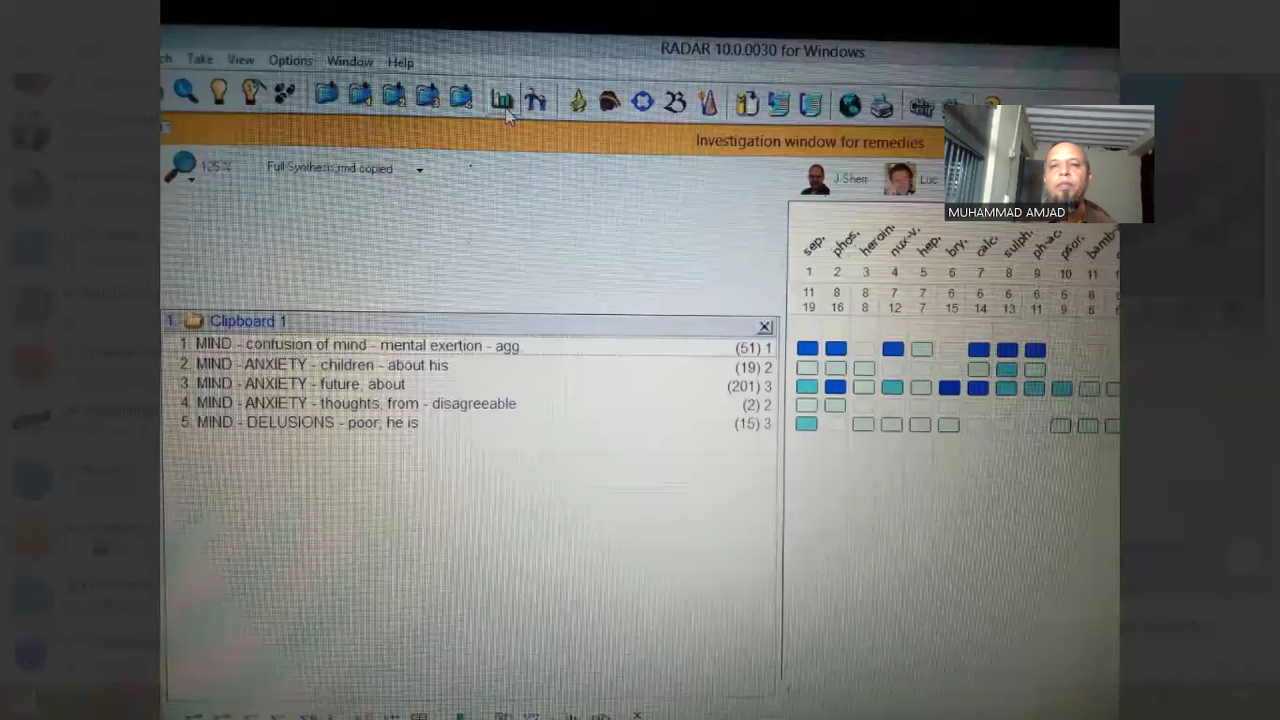 RADAR 10.0.0030 for Windows
Take View Options Window Help
Investigation window for remedies
Full Synthesis.rmd copied
J.Sherr Luc
MUHAMMAD AMJAD
sep. phos. heroin. nux-v. hep. bry. calc. sulph. ph-ac. psor. bamb-
1 2 3 4 5 6 7 8 9 10 11
11 8 8 7 7 6 6 6 6 6 6
19 16 8 12 7 15 14 13 11 9 6
1 Clipboard 1
1 MIND - confusion of mind - mental exertion - agg (51) 1
2. MIND - ANXIETY - children - about his (19) 2
3. MIND - ANXIETY - future, about (201) 3
4 MIND - ANXIETY - thoughts, from - disagreeable (2) 2
5. MIND - DELUSIONS - poor, he is (15) 3